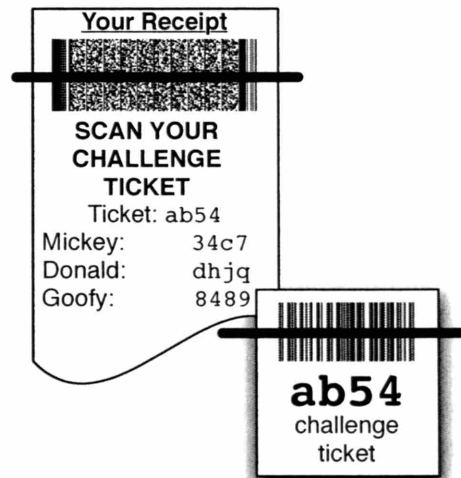 Your Receipt
SCAN YOUR
CHALLENGE
TICKET
Ticket: ab54
Mickey: 34c7
Donald: dhjq
Goofy: 8489
ab54
challenge
ticket